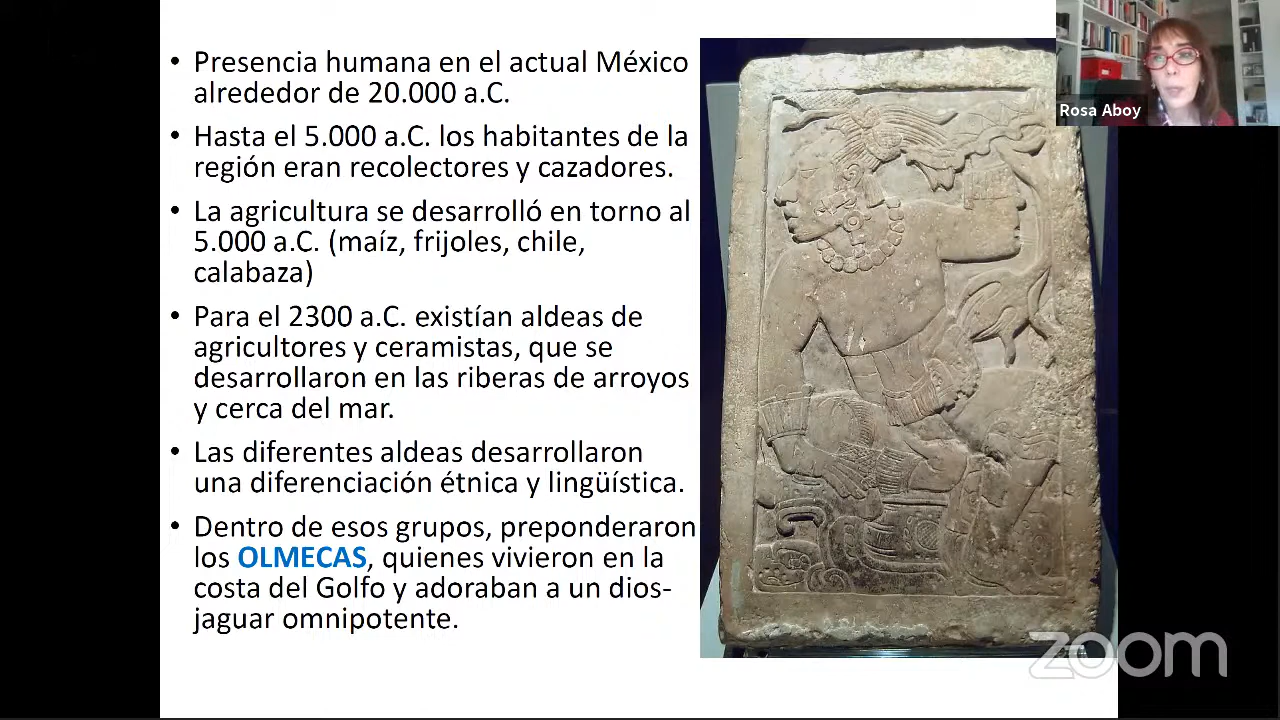 • Presencia humana en el actual México
alrededor de 20.000 a.C.
• Hasta el 5.000 a.C. los habitantes de la
región eran recolectores y cazadores.
• La agricultura se desarrolló en torno al
5.000 a.C. (maíz, frijoles, chile,
calabaza)
• Para el 2300 a.C. existían aldeas de
agricultores y ceramistas, que se
desarrollaron en las riberas de arroyos
y cerca del mar.
• Las diferentes aldeas desarrollaron
una diferenciación étnica y lingüística.
• Dentro de esos grupos, preponderaron
los OLMECAS, quienes vivieron en la
costa del Golfo y adoraban a un dios-
jaguar omnipotente.
Rosa Aboy
zoom